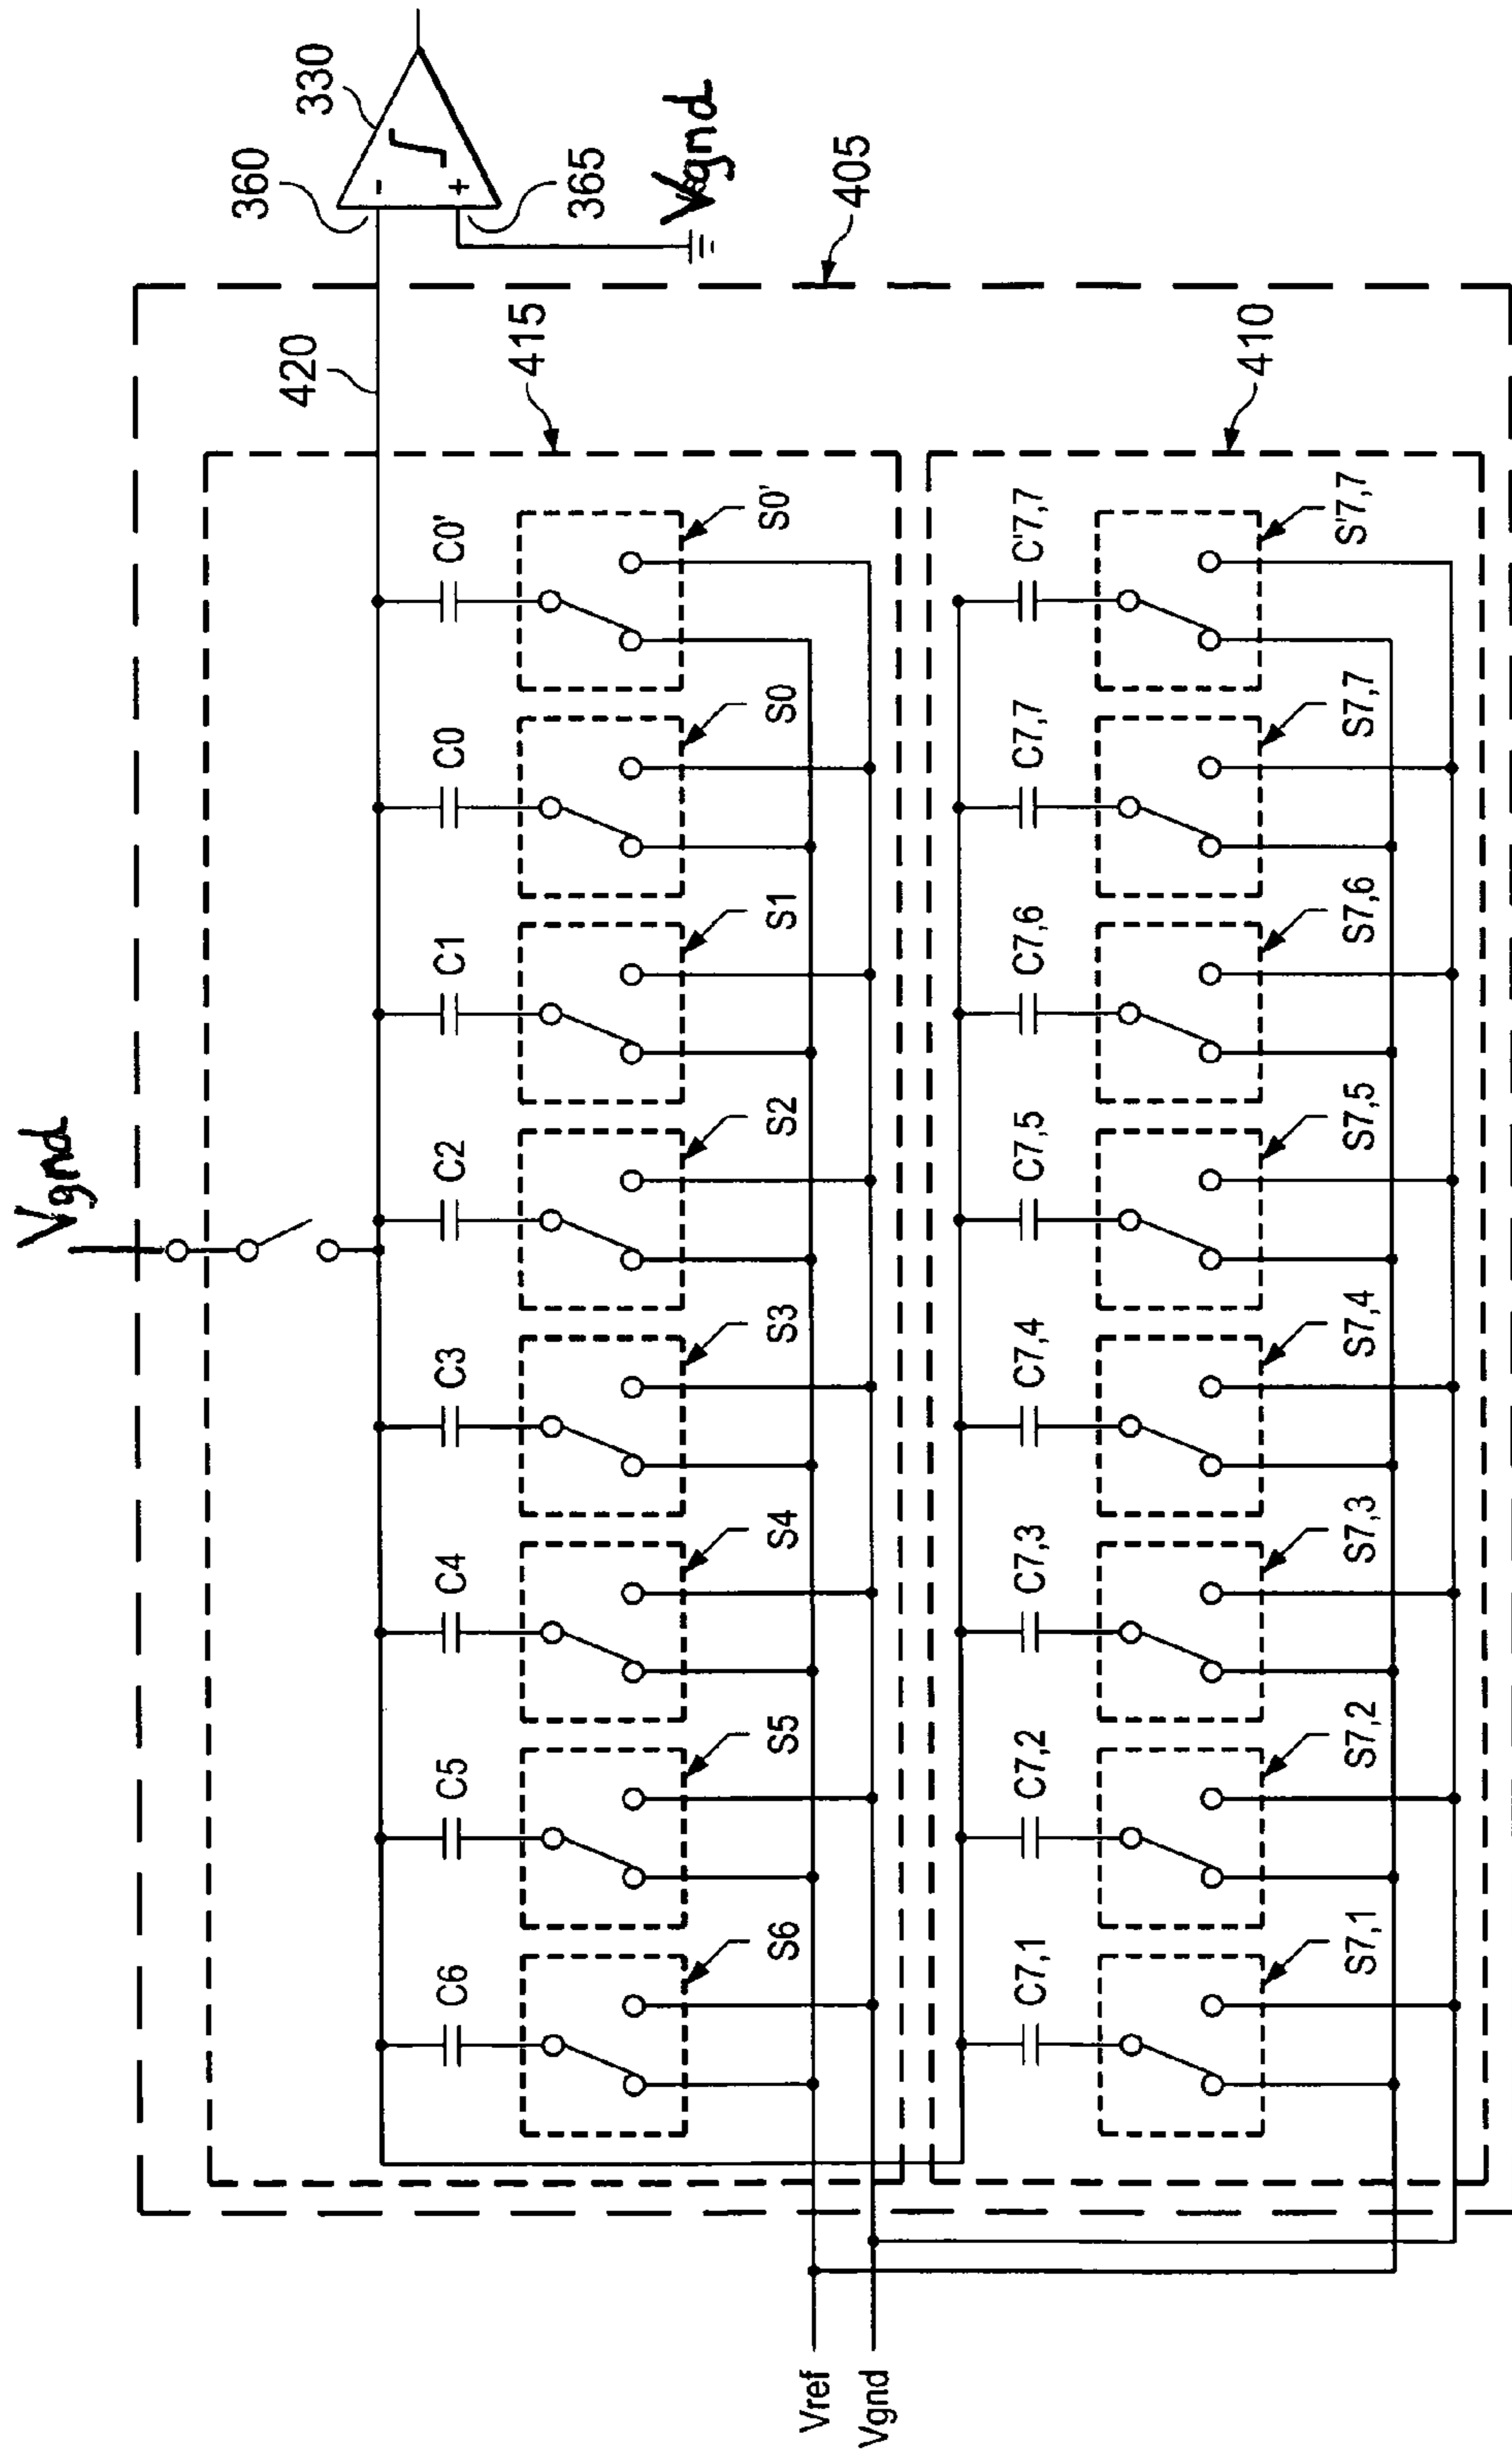 Vgnd
420
360
330
365
Vgnd
405
415
C6 C5 C4 C3 C2 C1 C0 C0'
S6 S5 S4 S3 S2 S1 S0 S0'
Vref
Vgnd
410
C7,1 C7,2 C7,3 C7,4 C7,5 C7,6 C7,7 C'7,7
S7,1 S7,2 S7,3 S7,4 S7,5 S7,6 S7,7 S'7,7
-
+